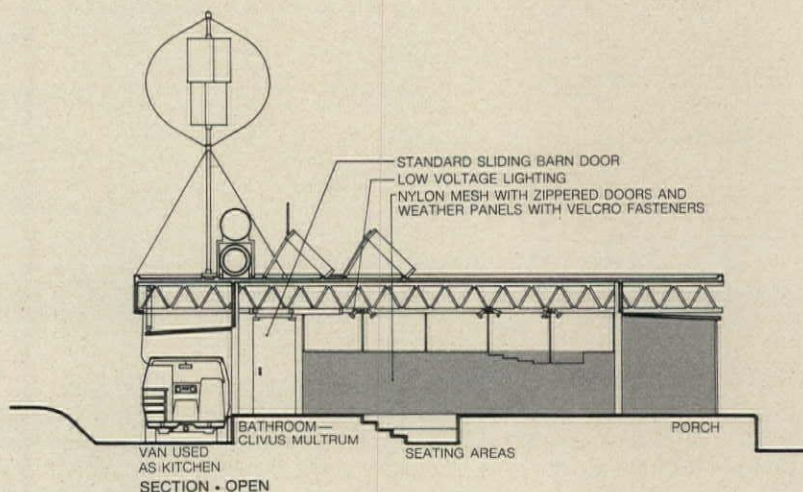 STANDARD SLIDING BARN DOOR
LOW VOLTAGE LIGHTING
NYLON MESH WITH ZIPPERED DOORS AND
WEATHER PANELS WITH VELCRO FASTENERS
BATHROOM—
CLIVUS MULTRUM
PORCH
VAN USED
AS KITCHEN
SEATING AREAS
SECTION • OPEN